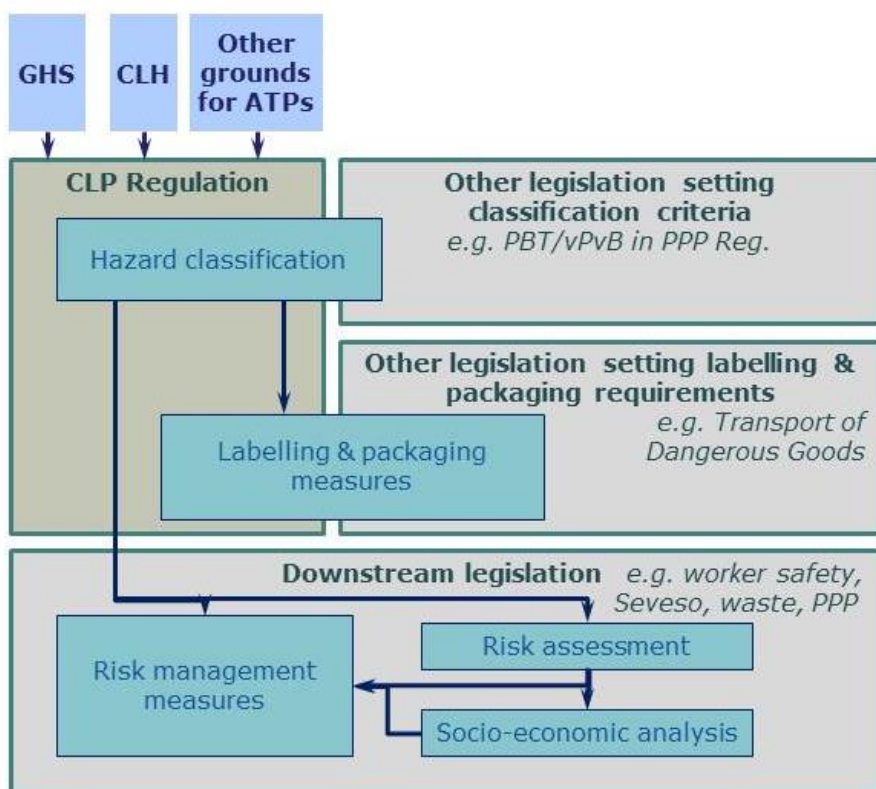 GHS
CLH
Other
grounds
for ATPs
CLP Regulation
Hazard classification
Other legislation setting
classification criteria
e.g. PBT/vPvB in PPP Reg.
Other legislation setting labelling &
packaging requirements
e.g. Transport of
Dangerous Goods
Labelling & packaging
measures
Downstream legislation e.g. worker safety,
Seveso, waste, PPP
Risk management
measures
Risk assessment
Socio-economic analysis